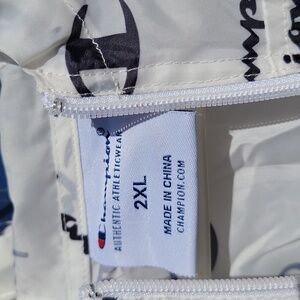 Champion
AUTHENTIC ATHLETICWEAR
2XL
MADE IN CHINA
CHAMPION.COM